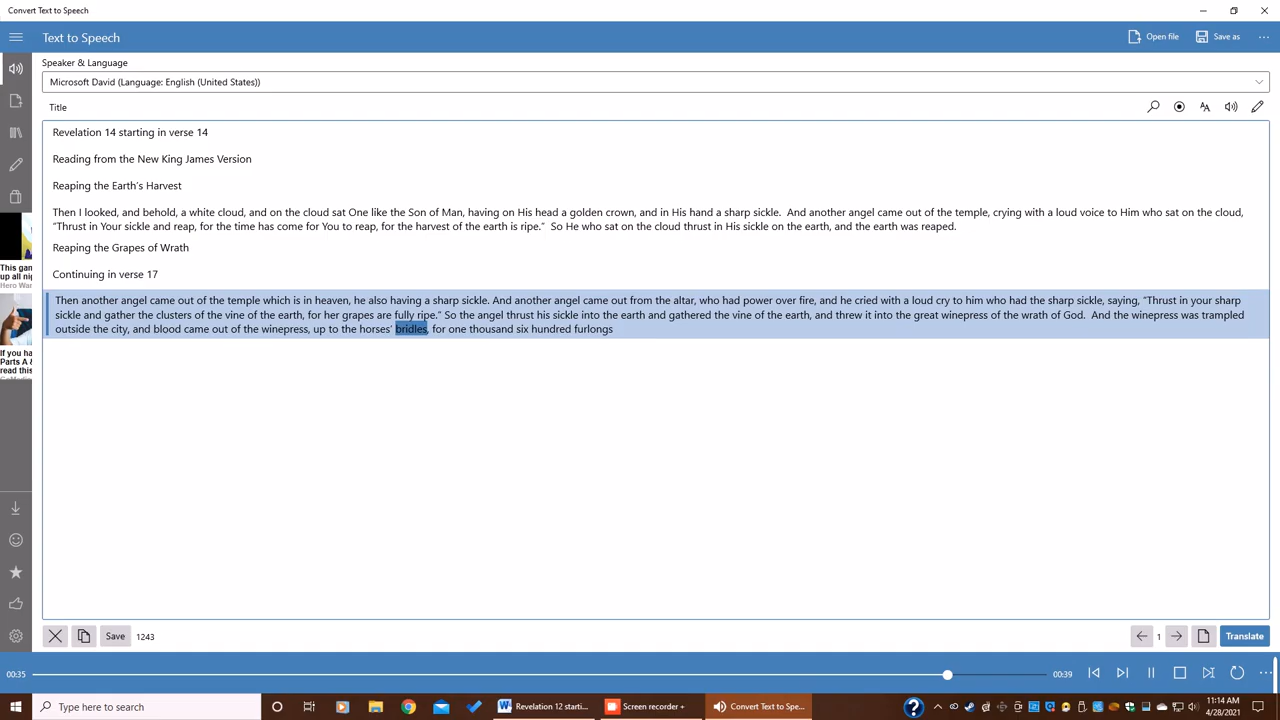 Convert Text to Speech
Text to Speech
Open file
Save as
Speaker & Language
Microsoft David (Language: English (United States))
Title
Revelation 14 starting in verse 14
Reading from the New King James Version
Reaping the Earth's Harvest
Then I looked, and behold, a white cloud, and on the cloud sat One like the Son of Man, having on His head a golden crown, and in His hand a sharp sickle.  And another angel came out of the temple, crying with a loud voice to Him who sat on the cloud,
“Thrust in Your sickle and reap, for the time has come for You to reap, for the harvest of the earth is ripe.”  So He who sat on the cloud thrust in His sickle on the earth, and the earth was reaped.
Reaping the Grapes of Wrath
Continuing in verse 17
Then another angel came out of the temple which is in heaven, he also having a sharp sickle. And another angel came out from the altar, who had power over fire, and he cried with a loud cry to him who had the sharp sickle, saying, “Thrust in your sharp
sickle and gather the clusters of the vine of the earth, for her grapes are fully ripe.” So the angel thrust his sickle into the earth and gathered the vine of the earth, and threw it into the great winepress of the wrath of God.  And the winepress was trampled
outside the city, and blood came out of the winepress, up to the horses’ bridles, for one thousand six hundred furlongs
This gan
up all nig
Hero War
If you ha
Parts A &
read this
Save
1243
1
Translate
00:35
00:39
Type here to search
Revelation 12 starti...
Screen recorder +
Convert Text to Spe...
11:14 AM
4/28/2021